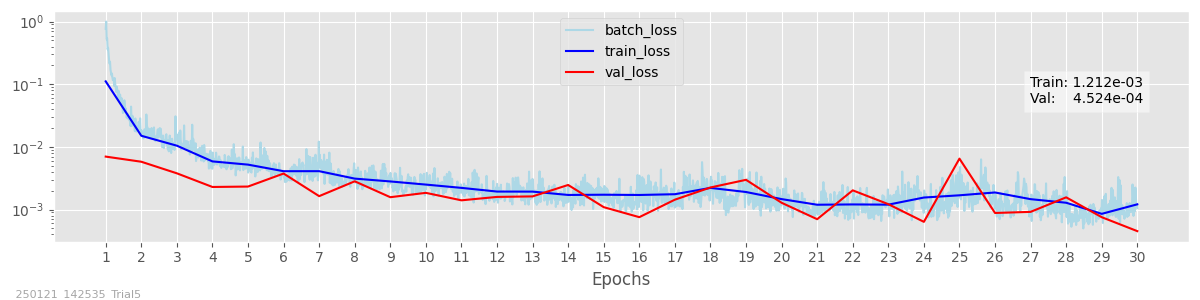 10⁰
10⁻¹
10⁻²
10⁻³
batch_loss
train_loss
val_loss
Train: 1.212e-03
Val: 4.524e-04
1 2 3 4 5 6 7 8 9 10 11 12 13 14 15 16 17 18 19 20 21 22 23 24 25 26 27 28 29 30
Epochs
250121_142535_Trial5